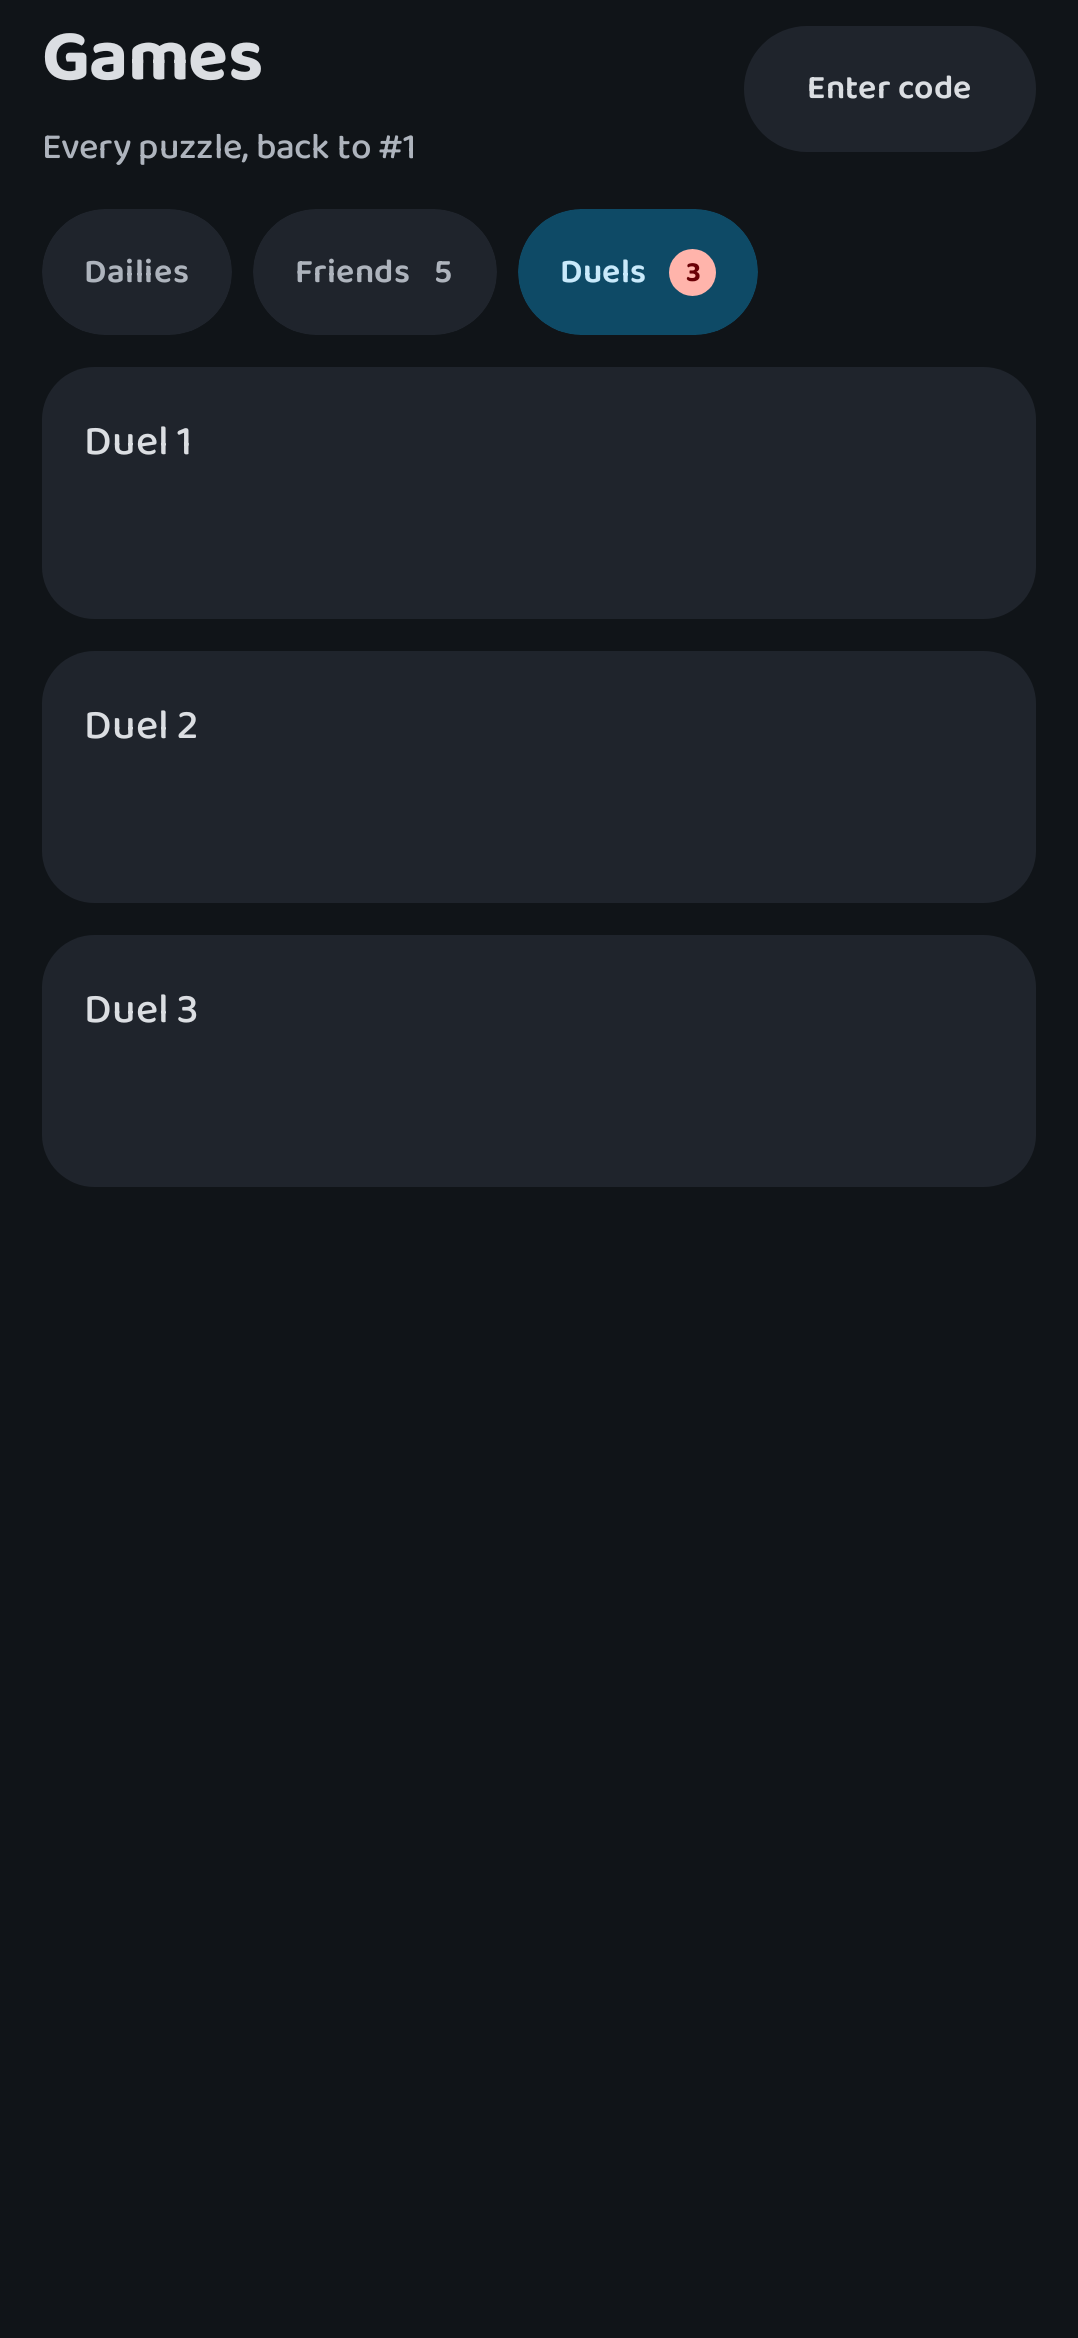 Games
Enter code
Every puzzle, back to #1
Dailies
Friends 5
Duels 3
Duel 1
Duel 2
Duel 3